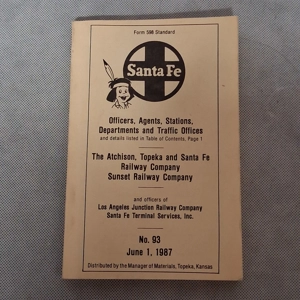 Form 598 Standard
Santa Fe
Officers, Agents, Stations,
Departments and Traffic Offices
and details listed in Table of Contents, Page 1
The Atchison, Topeka and Santa Fe
Railway Company
Sunset Railway Company
and officers of
Los Angeles Junction Railway Company
Santa Fe Terminal Services, Inc.
No. 93
June 1, 1987
Distributed by the Manager of Materials, Topeka, Kansas